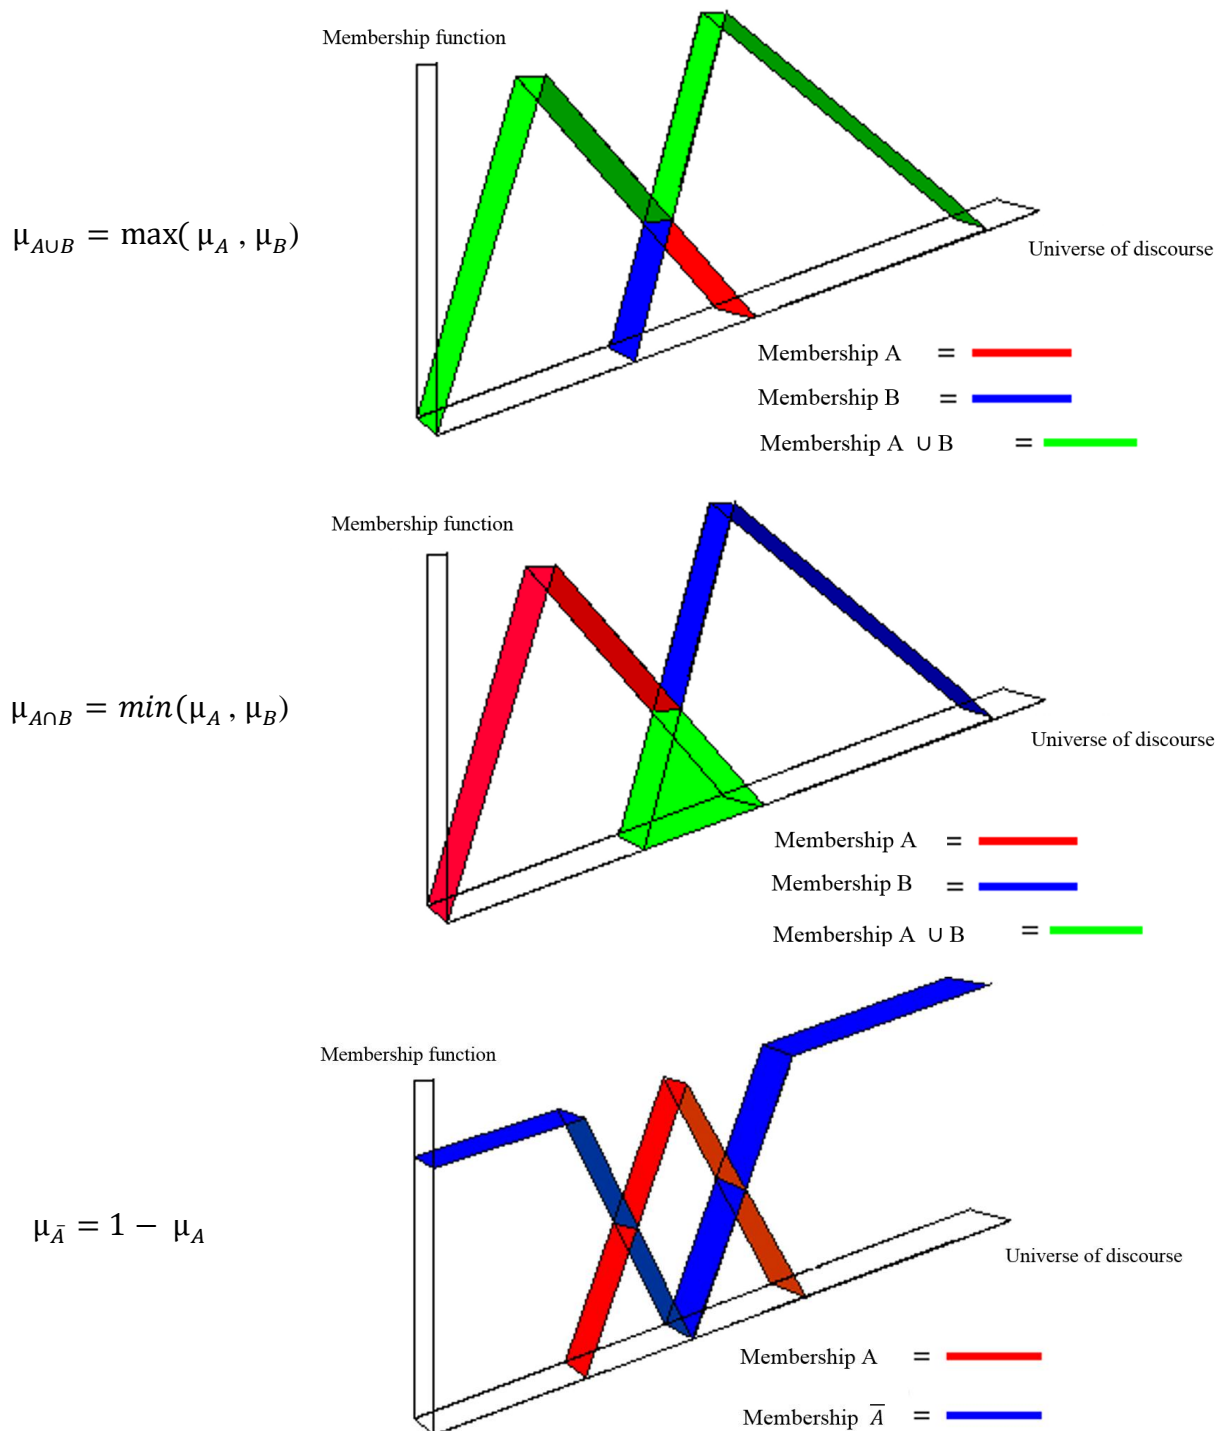 Membership function
μ_{A∪B} = max( μ_A , μ_B)
Universe of discourse
Membership A =
Membership B =
Membership A ∪ B =
Membership function
μ_{A∩B} = min(μ_A , μ_B)
Universe of discourse
Membership A =
Membership B =
Membership A ∪ B =
Membership function
μ_{Ā} = 1 − μ_A
Universe of discourse
Membership A =
Membership Ā =